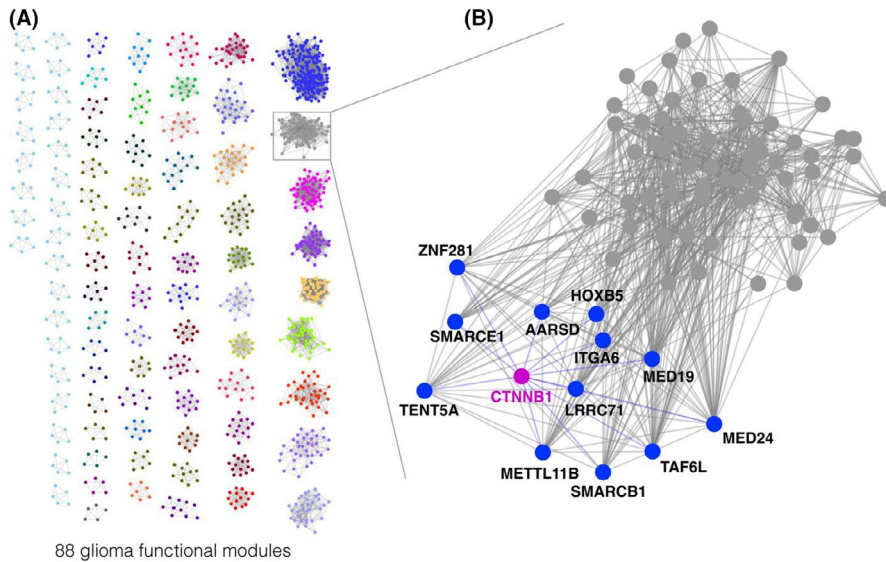 (A)
(B)
ZNF281
HOXB5
SMARCE1
AARSD
ITGA6
MED19
CTNNB1
TENT5A
LRRC71
MED24
METTL11B
TAF6L
SMARCB1
88 glioma functional modules